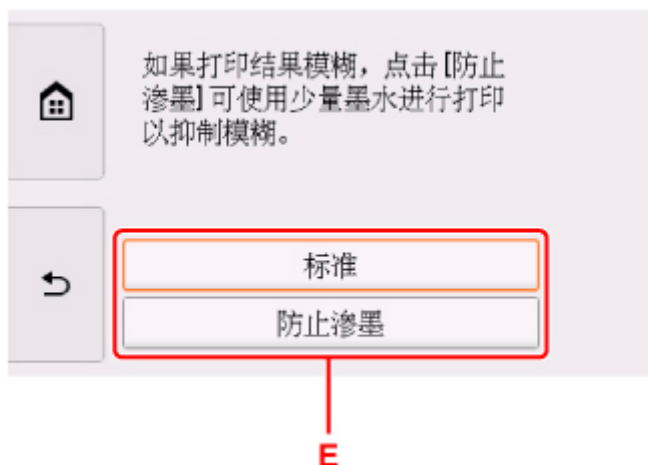 如果打印结果模糊，点击[防止
渗墨]可使用少量墨水进行打印
以抑制模糊。
标准
防止渗墨
E